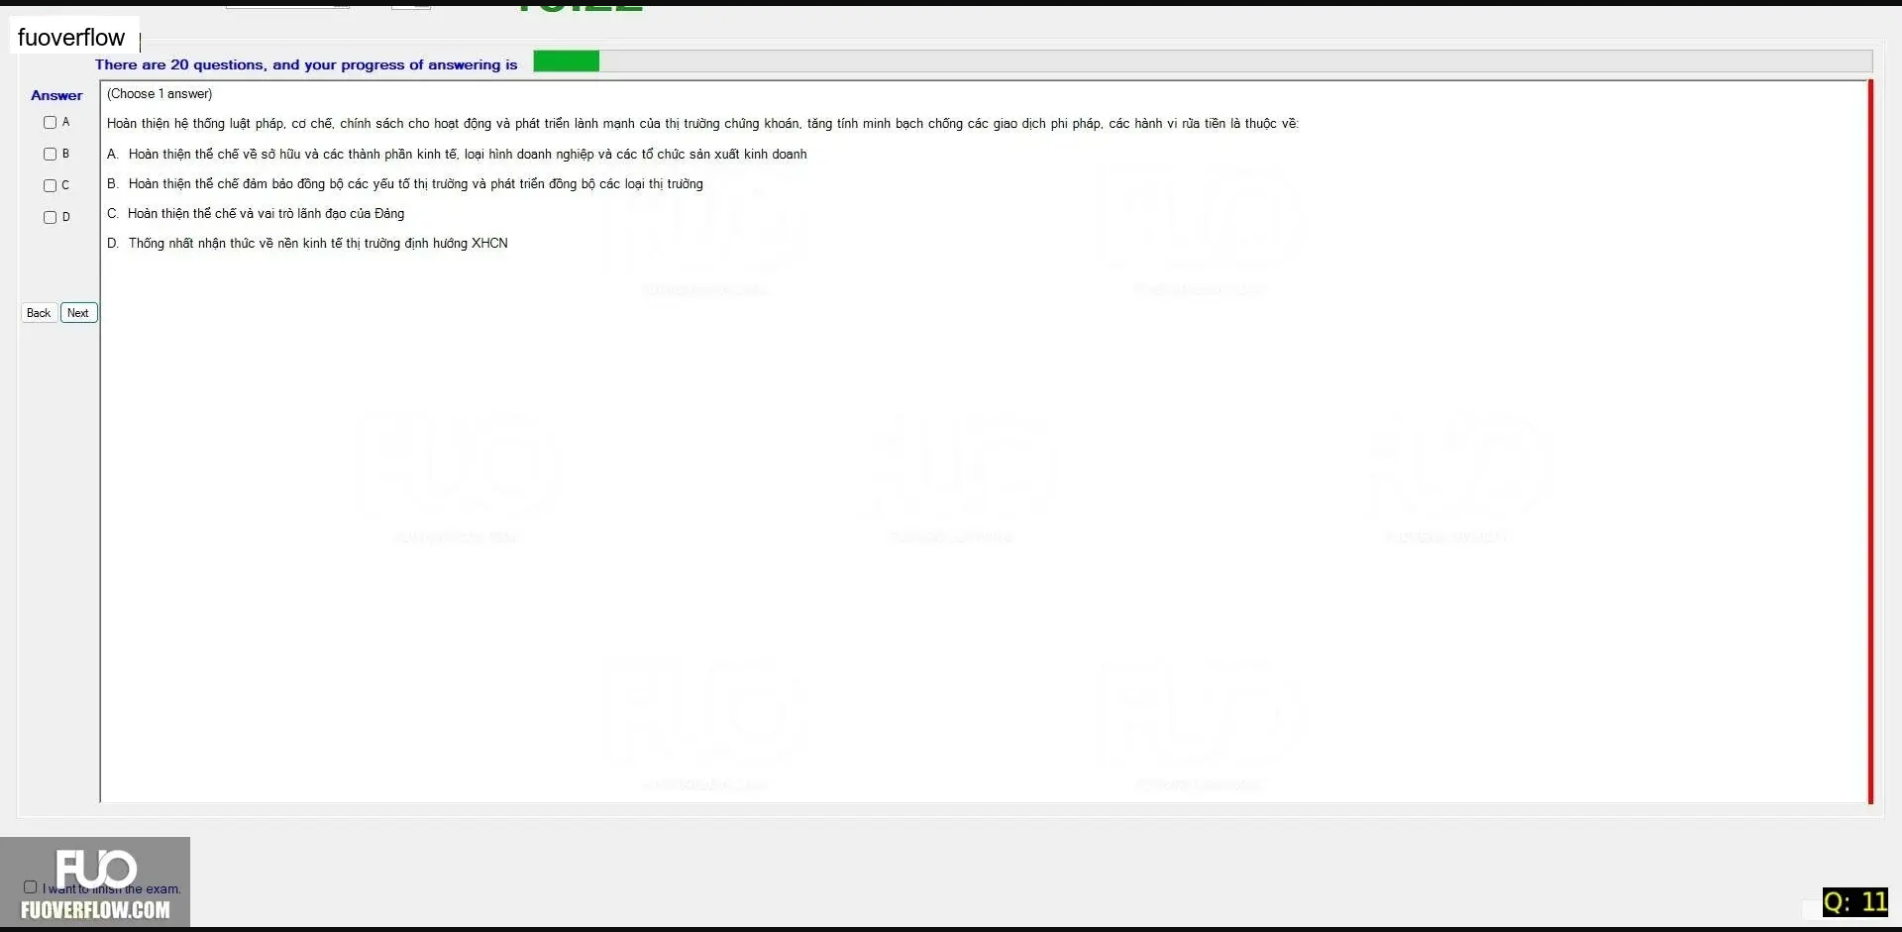 fuoverflow
There are 20 questions, and your progress of answering is
Answer
(Choose 1 answer)
A
Hoàn thiện hệ thống luật pháp, cơ chế, chính sách cho hoạt động và phát triển lành mạnh của thị trường chứng khoán, tăng tính minh bạch chống các giao dịch phi pháp, các hành vi rửa tiền là thuộc về:
B
A. Hoàn thiện thể chế về sở hữu và các thành phần kinh tế, loại hình doanh nghiệp và các tổ chức sản xuất kinh doanh
C
B. Hoàn thiện thể chế đảm bảo đồng bộ các yếu tố thị trường và phát triển đồng bộ các loại thị trường
D
C. Hoàn thiện thể chế và vai trò lãnh đạo của Đảng
D. Thống nhất nhận thức về nền kinh tế thị trường định hướng XHCN
Back Next
FUO
I want to finish the exam.
FUOVERFLOW.COM
Q: 11